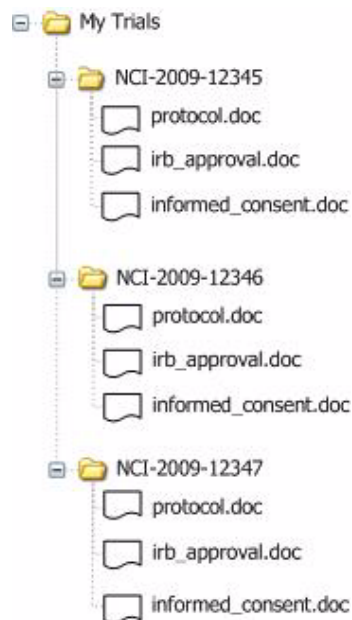 My Trials
NCI-2009-12345
protocol.doc
irb_approval.doc
informed_consent.doc
NCI-2009-12346
protocol.doc
irb_approval.doc
informed_consent.doc
NCI-2009-12347
protocol.doc
irb_approval.doc
informed_consent.doc